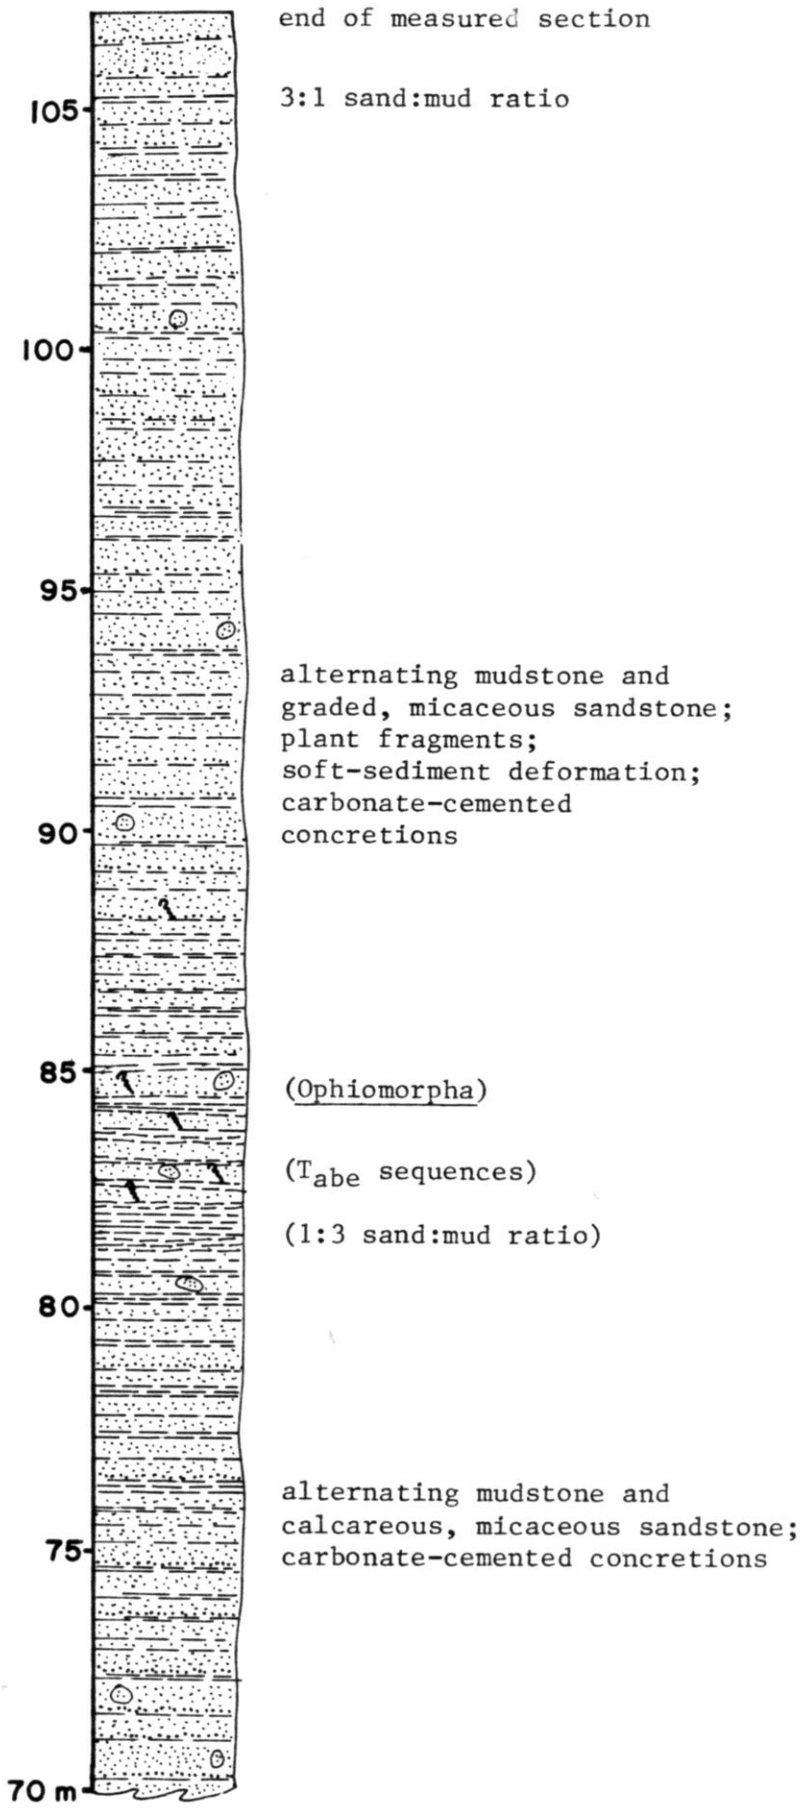 end of measured section
105
3:1 sand:mud ratio
100
95
alternating mudstone and
graded, micaceous sandstone;
plant fragments;
soft-sediment deformation;
carbonate-cemented
concretions
90
85
(Ophiomorpha)
(Tabe sequences)
(1:3 sand:mud ratio)
80
alternating mudstone and
calcareous, micaceous sandstone;
carbonate-cemented concretions
75
70 m